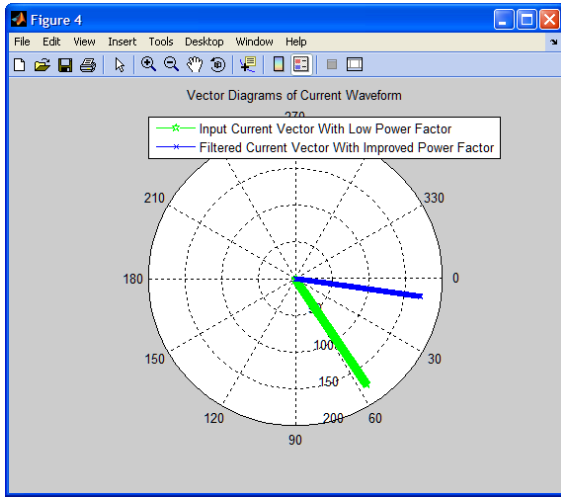 Figure 4
File Edit View Insert Tools Desktop Window Help
Vector Diagrams of Current Waveform
270
Input Current Vector With Low Power Factor
Filtered Current Vector With Improved Power Factor
210
330
180
0
100
150
30
150
200
120
60
90